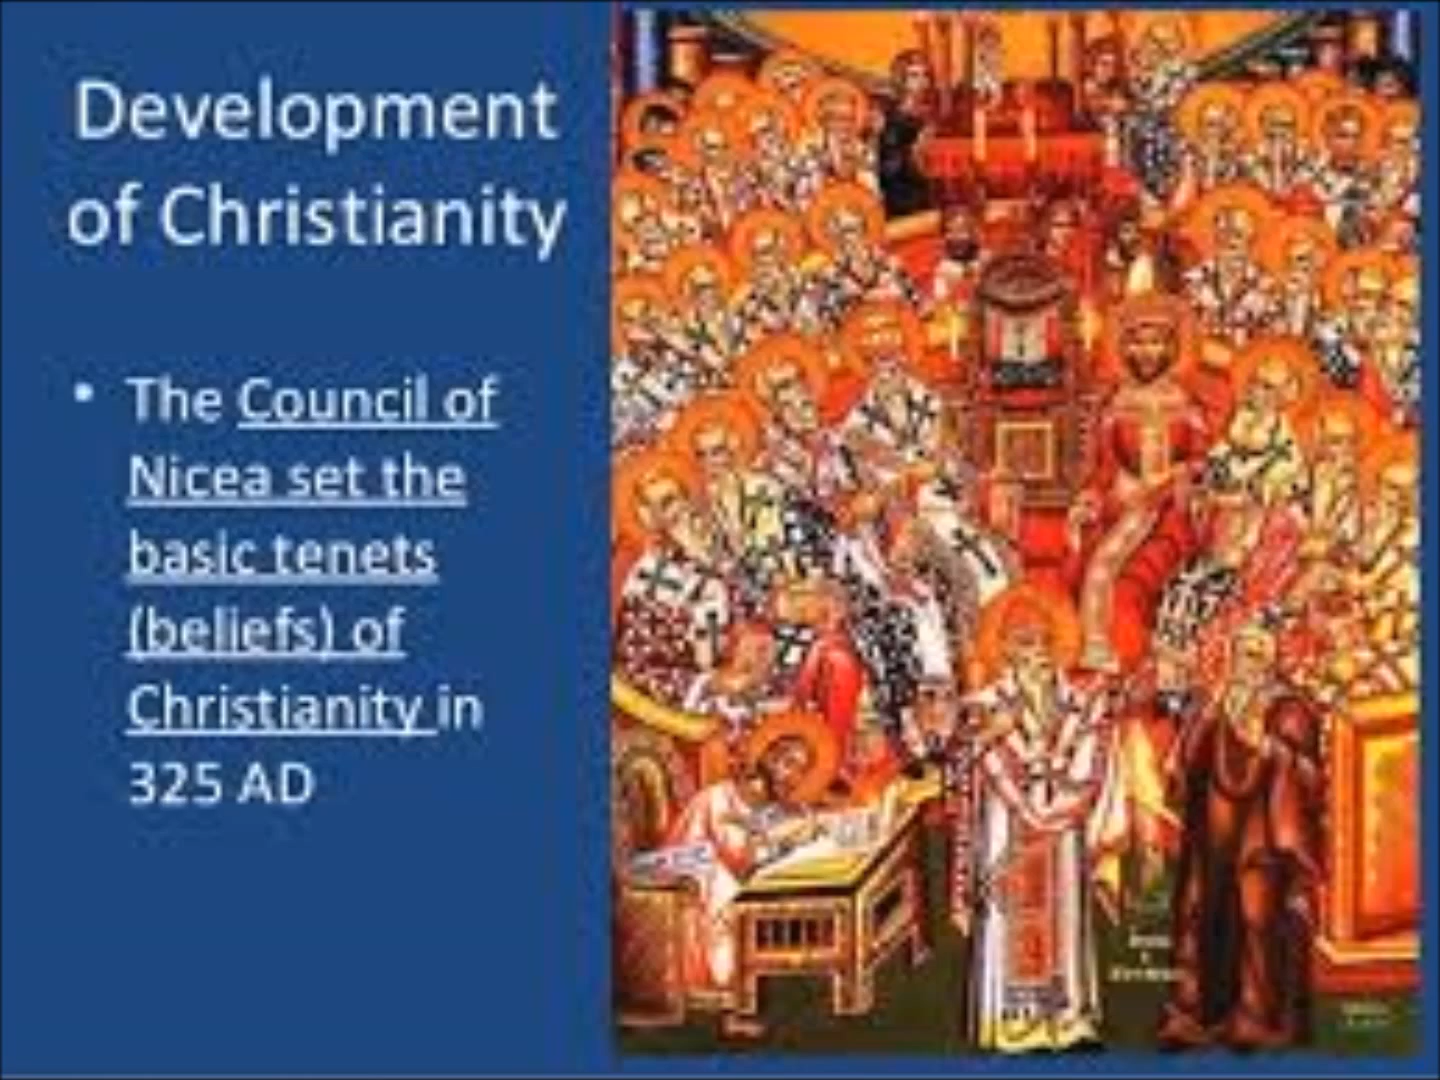 Development
of Christianity
• The Council of
Nicea set the
basic tenets
(beliefs) of
Christianity in
325 AD